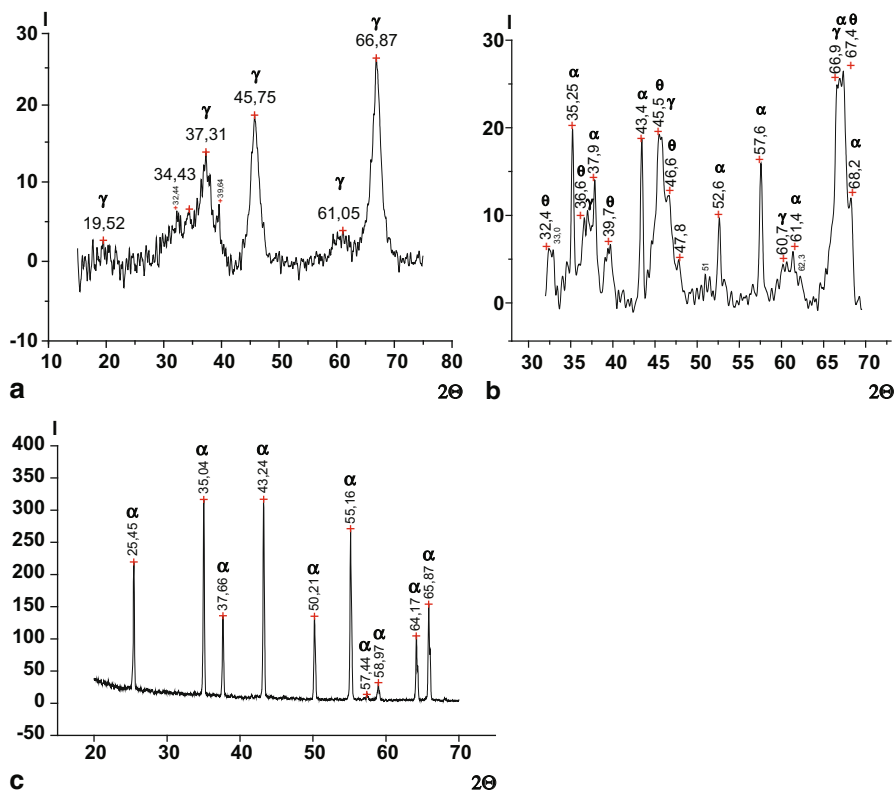 I
30
20
10
0
-10
10 20 30 40 50 60 70 80
2Θ
a
γ
19,52
32,44
34,43
γ
37,31
39,64
γ
45,75
γ
61,05
γ
66,87
I
30
20
10
0
30 35 40 45 50 55 60 65 70
2Θ
b
θ
32,4
33,0
α
35,25
θ
36,6
γ
α
37,9
θ
39,7
α
43,4
θ
45,5
γ
θ
46,6
47,8
51
α
52,6
α
57,6
γ
60,7
α
61,4
62,3
γ
66,9
α θ
67,4
α
68,2
I
400
350
300
250
200
150
100
50
0
-50
20 30 40 50 60 70
2Θ
c
α
25,45
α
35,04
α
37,66
α
43,24
α
50,21
α
55,16
α
57,44
α
58,97
α
64,17
α
65,87